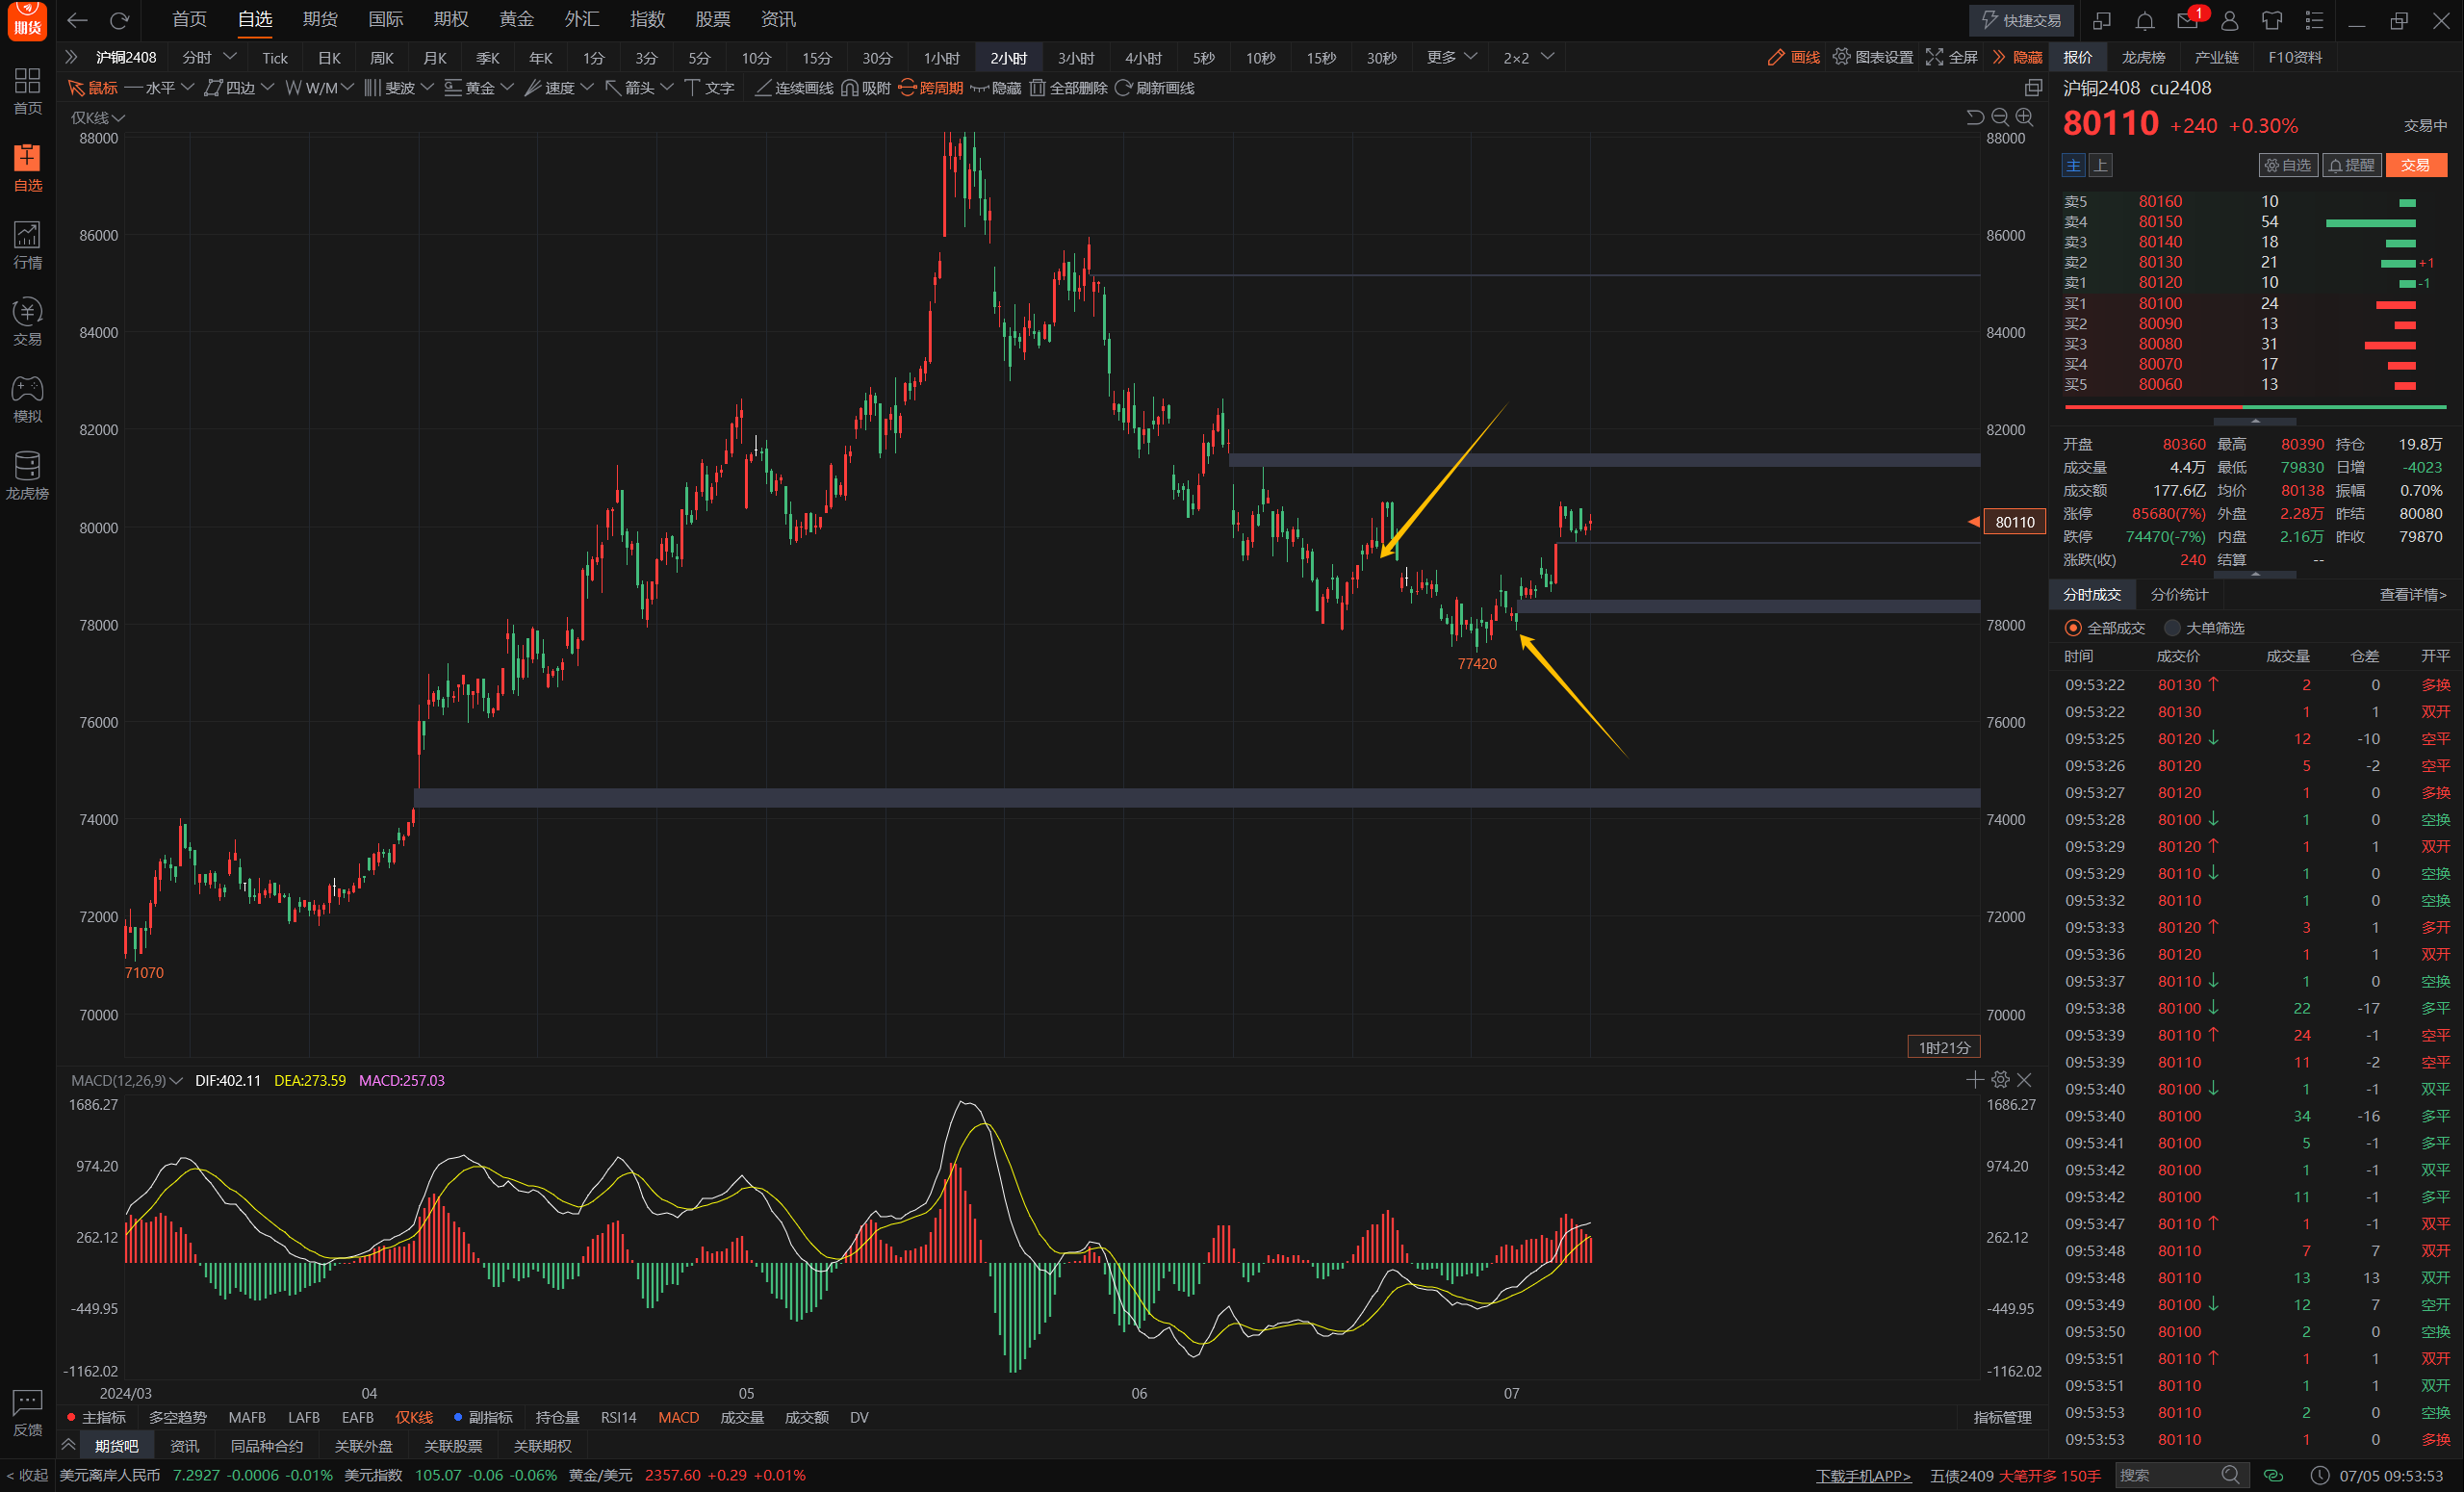 期货 首页 自选 期货 国际 期权 黄金 外汇 指数 股票 资讯 快捷交易 1
沪铜2408 分时 Tick 日K 周K 月K 季K 年K 1分 3分 5分 10分 15分 30分 1小时 2小时 3小时 4小时 5秒 10秒 15秒 30秒 更多 2×2 画线 图表设置 全屏 隐藏
鼠标 水平 四边 W/M 斐波 黄金 速度 箭头 文字 连续画线 吸附 跨周期 隐藏 全部删除 刷新画线
仅K线
首页
自选
行情
交易
模拟
龙虎榜
反馈
< 收起
88000 88000
86000 86000
84000 84000
82000 82000
80000 80110
78000 78000
76000 76000
74000 74000
72000 72000
70000 70000
77420
71070
1时21分
MACD(12,26,9) DIF:402.11 DEA:273.59 MACD:257.03
1686.27 1686.27
974.20 974.20
262.12 262.12
-449.95 -449.95
-1162.02 -1162.02
2024/03 04 05 06 07
主指标 多空趋势 MAFB LAFB EAFB 仅K线 副指标 持仓量 RSI14 MACD 成交量 成交额 DV 指标管理
期货吧 资讯 同品种合约 关联外盘 关联股票 关联期权
美元离岸人民币 7.2927 -0.0006 -0.01% 美元指数 105.07 -0.06 -0.06% 黄金/美元 2357.60 +0.29 +0.01% 下载手机APP> 五债2409 大笔开多 150手 搜索 07/05 09:53:53
报价 龙虎榜 产业链 F10资料
沪铜2408 cu2408
80110 +240 +0.30% 交易中
主 上 自选 提醒 交易
卖5 80160 10
卖4 80150 54
卖3 80140 18
卖2 80130 21 +1
卖1 80120 10 -1
买1 80100 24
买2 80090 13
买3 80080 31
买4 80070 17
买5 80060 13
开盘 80360 最高 80390 持仓 19.8万
成交量 4.4万 最低 79830 日增 -4023
成交额 177.6亿 均价 80138 振幅 0.70%
涨停 85680(7%) 外盘 2.28万 昨结 80080
跌停 74470(-7%) 内盘 2.16万 昨收 79870
涨跌(收) 240 结算 --
分时成交 分价统计 查看详情>
全部成交 大单筛选
时间 成交价 成交量 仓差 开平
09:53:22 80130 ↑ 2 0 多换
09:53:22 80130 1 1 双开
09:53:25 80120 ↓ 12 -10 空平
09:53:26 80120 5 -2 空平
09:53:27 80120 1 0 多换
09:53:28 80100 ↓ 1 0 空换
09:53:29 80120 ↑ 1 1 双开
09:53:29 80110 ↓ 1 0 空换
09:53:32 80110 1 0 空换
09:53:33 80120 ↑ 3 1 多开
09:53:36 80120 1 1 双开
09:53:37 80110 ↓ 1 0 空换
09:53:38 80100 ↓ 22 -17 多平
09:53:39 80110 ↑ 24 -1 空平
09:53:39 80110 11 -2 空平
09:53:40 80100 ↓ 1 -1 双平
09:53:40 80100 34 -16 多平
09:53:41 80100 5 -1 多平
09:53:42 80100 1 -1 双平
09:53:42 80100 11 -1 多平
09:53:47 80110 ↑ 1 -1 双平
09:53:48 80110 7 7 双开
09:53:48 80110 13 13 双开
09:53:49 80100 ↓ 12 7 空开
09:53:50 80100 2 0 空换
09:53:51 80110 ↑ 1 1 双开
09:53:51 80110 1 1 双开
09:53:53 80110 2 0 空换
09:53:53 80110 1 0 多换